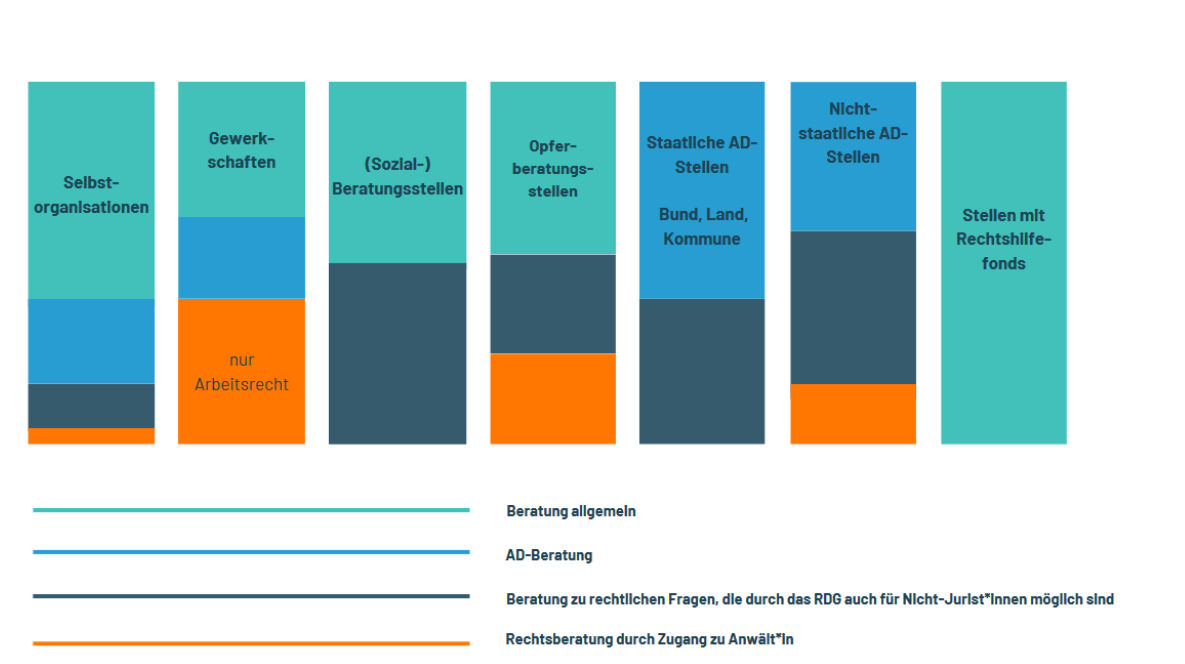 Selbst-
organisationen
Gewerk-
schaften
nur
Arbeitsrecht
(Sozial-)
Beratungsstellen
Opfer-
beratungs-
stellen
Staatliche AD-
Stellen
Bund, Land,
Kommune
Nicht-
staatliche AD-
Stellen
Stellen mit
Rechtshilfe-
fonds
Beratung allgemein
AD-Beratung
Beratung zu rechtlichen Fragen, die durch das RDG auch für Nicht-Jurist*innen möglich sind
Rechtsberatung durch Zugang zu Anwält*in